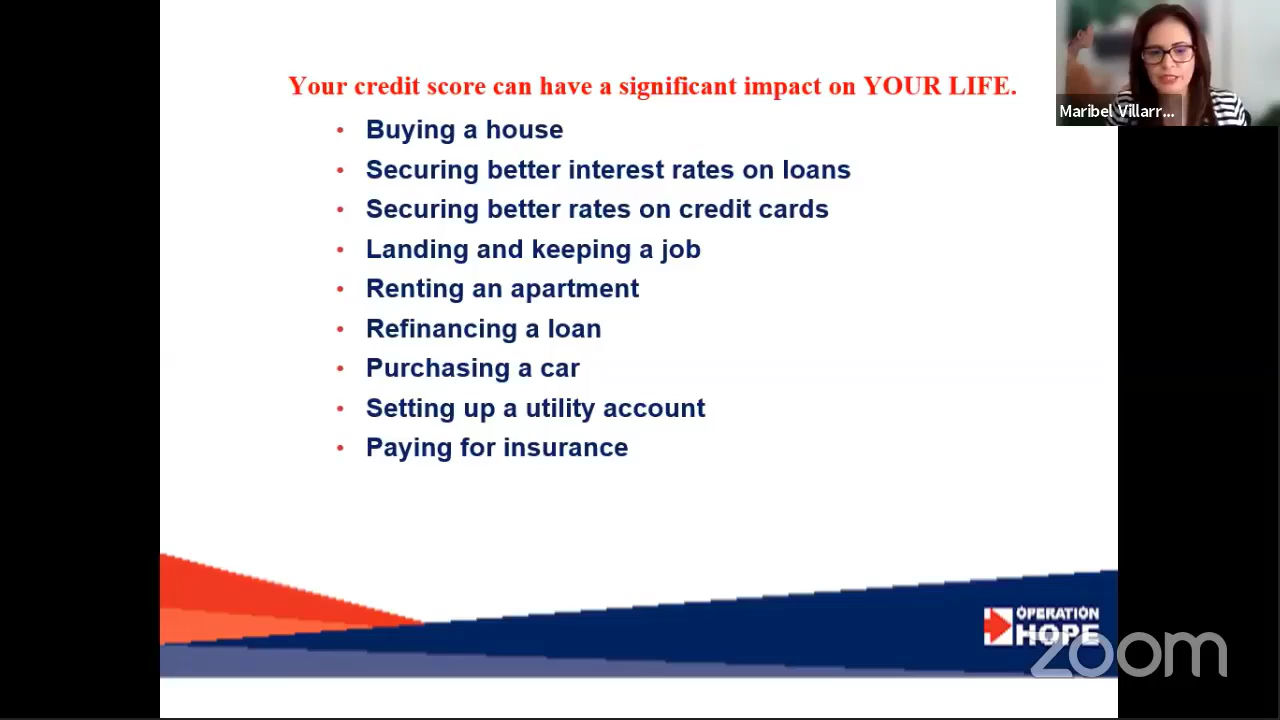 Your credit score can have a significant impact on YOUR LIFE.
• Buying a house
• Securing better interest rates on loans
• Securing better rates on credit cards
• Landing and keeping a job
• Renting an apartment
• Refinancing a loan
• Purchasing a car
• Setting up a utility account
• Paying for insurance
Maribel Villarr...
OPERATION
HOPE
zoom